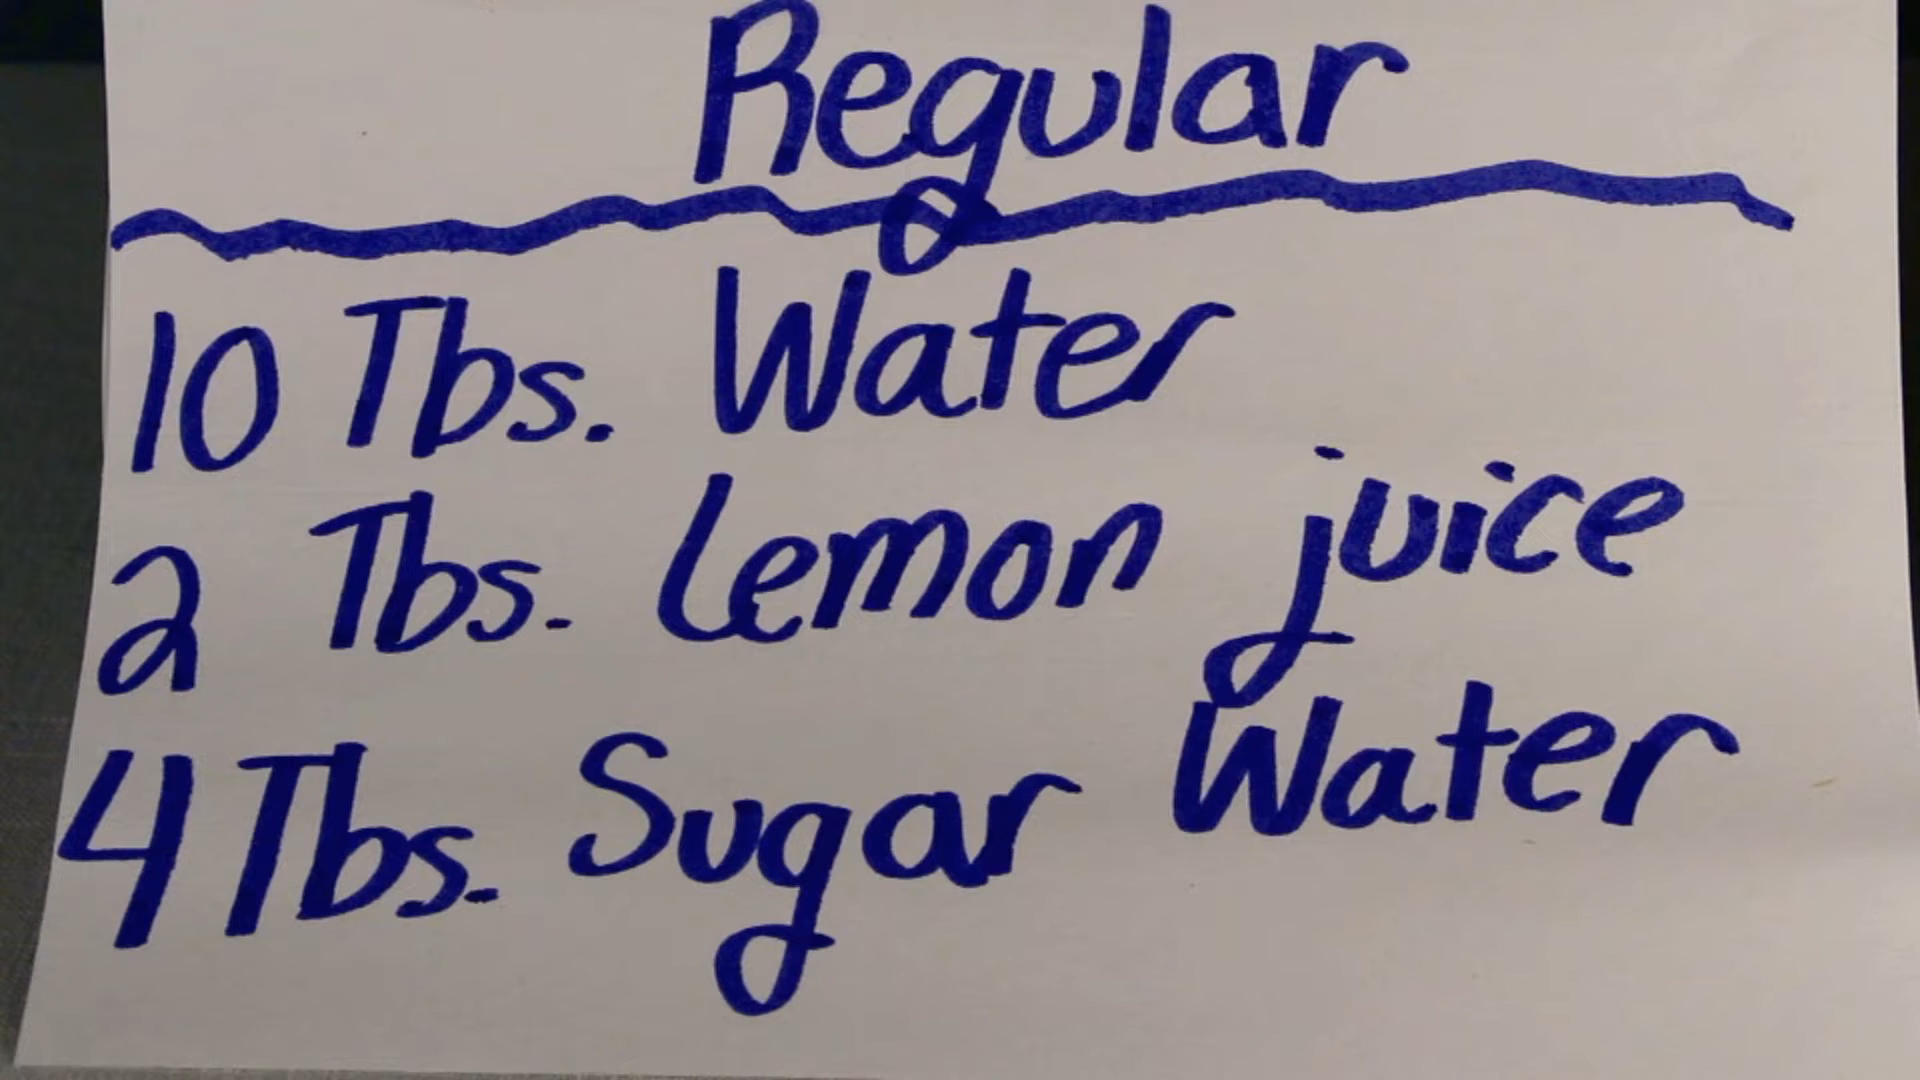 Regular
10 Tbs. Water
2 Tbs. Lemon juice
4 Tbs. Sugar Water